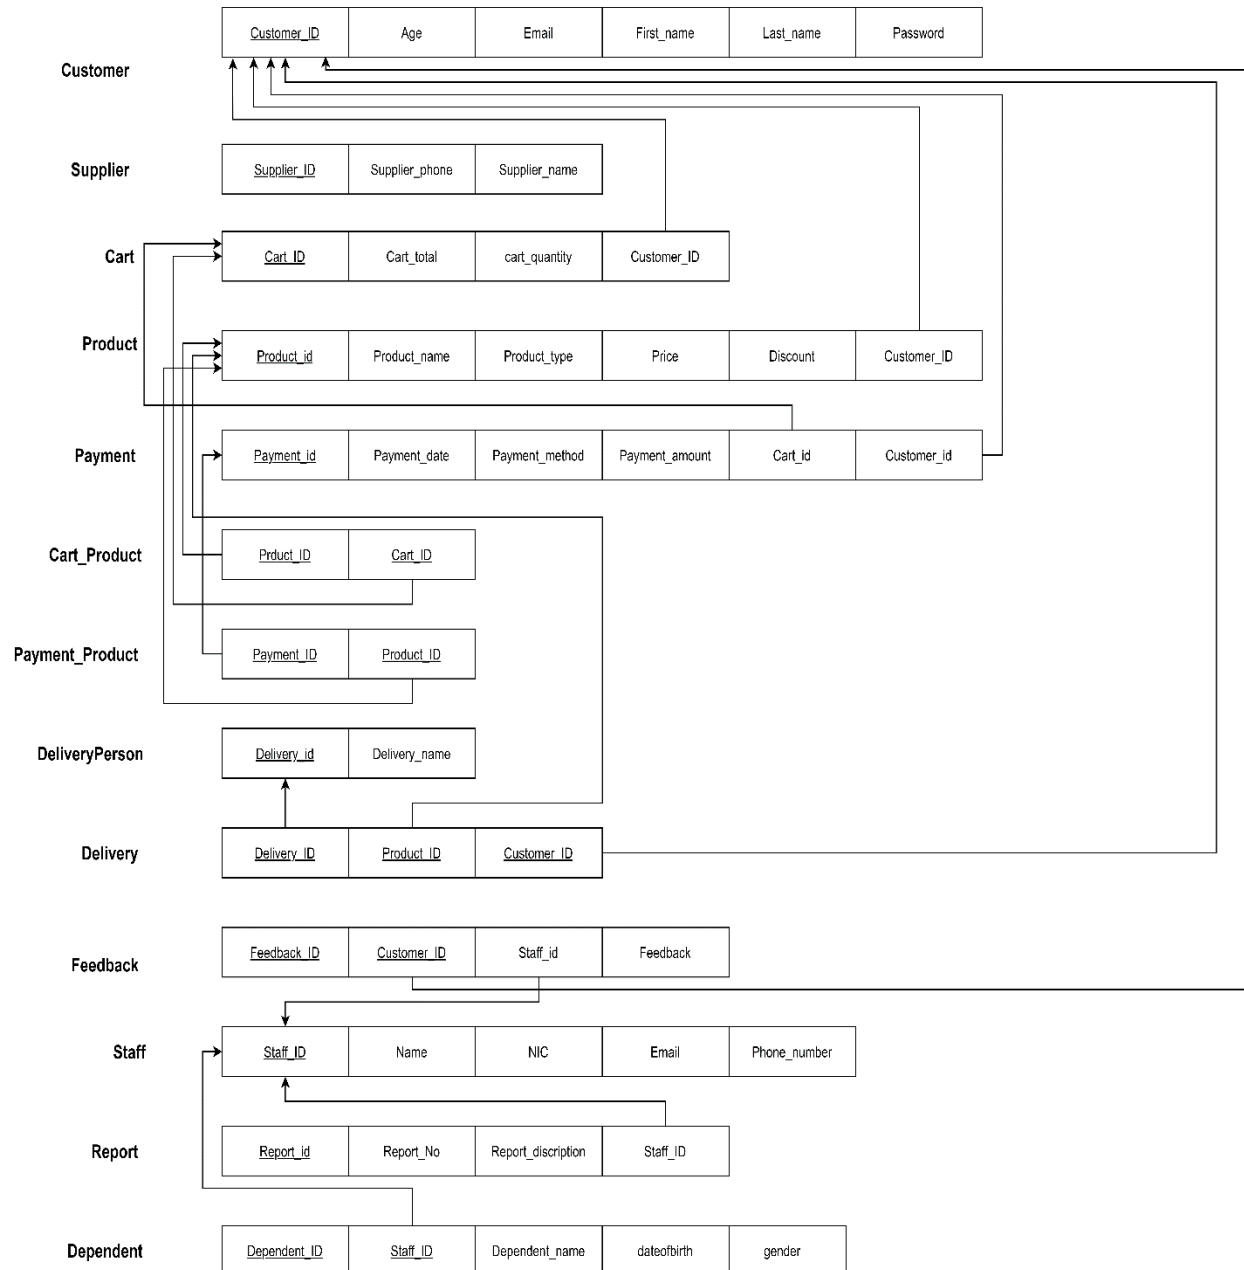 Customer_ID Age Email First_name Last_name Password
Customer
Supplier Supplier_ID Supplier_phone Supplier_name
Cart Cart_ID Cart_total cart_quantity Customer_ID
Product Product_id Product_name Product_type Price Discount Customer_ID
Payment Payment_id Payment_date Payment_method Payment_amount Cart_id Customer_id
Cart_Product Prduct_ID Cart_ID
Payment_Product Payment_ID Product_ID
DeliveryPerson Delivery_id Delivery_name
Delivery Delivery_ID Product_ID Customer_ID
Feedback_ID Customer_ID Staff_id Feedback
Feedback
Staff Staff_ID Name NIC Email Phone_number
Report Report_id Report_No Report_discription Staff_ID
Dependent Dependent_ID Staff_ID Dependent_name dateofbirth gender